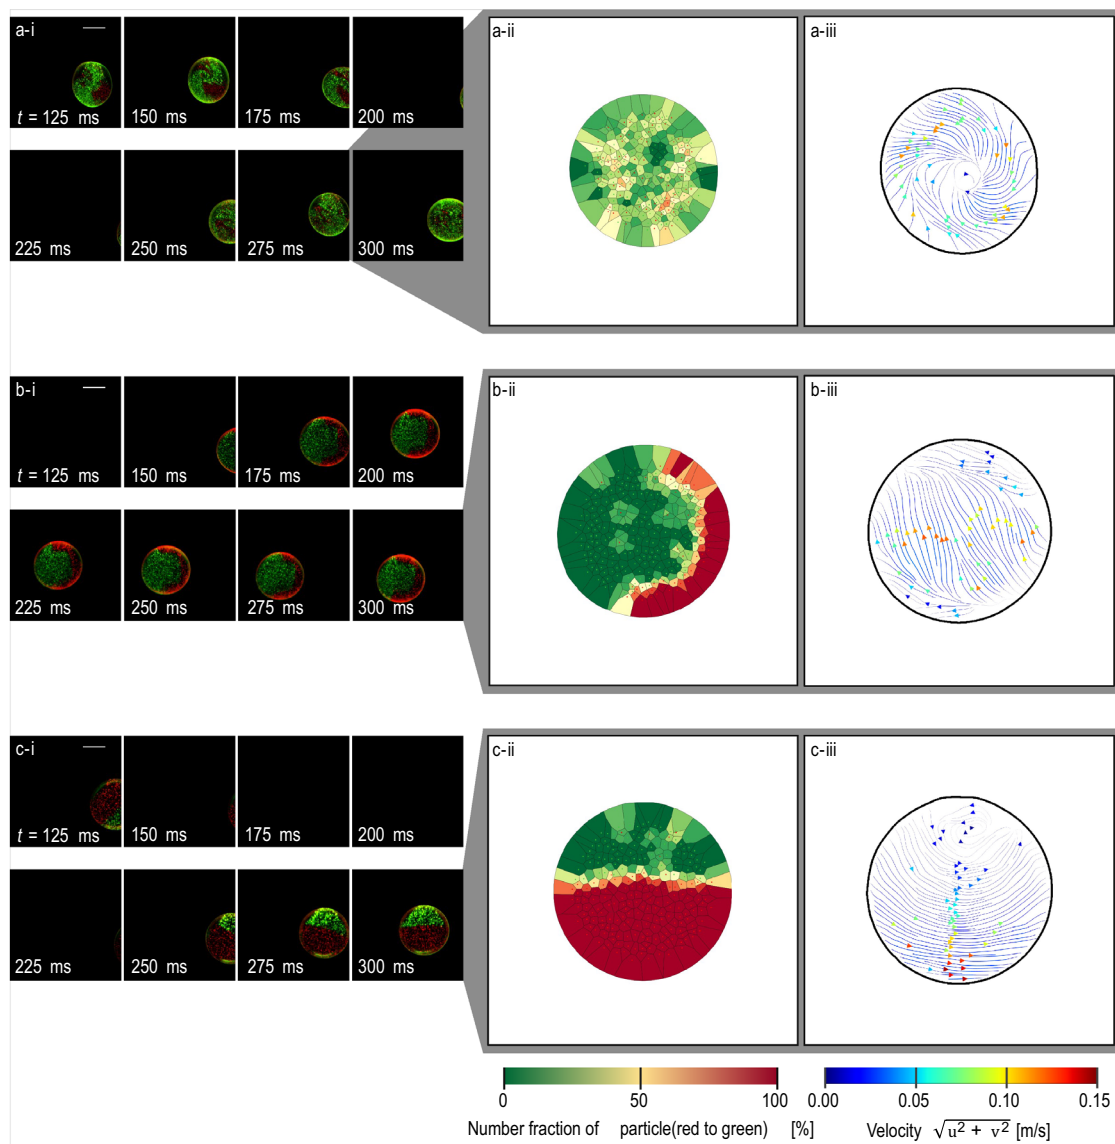 a-i
t = 125 ms
150 ms
175 ms
200 ms
225 ms
250 ms
275 ms
300 ms
a-ii
a-iii
b-i
t = 125 ms
150 ms
175 ms
200 ms
225 ms
250 ms
275 ms
300 ms
b-ii
b-iii
c-i
t = 125 ms
150 ms
175 ms
200 ms
225 ms
250 ms
275 ms
300 ms
c-ii
c-iii
0 50 100
Number fraction of particle(red to green) [%]
0.00 0.05 0.10 0.15
Velocity √u² + v² [m/s]